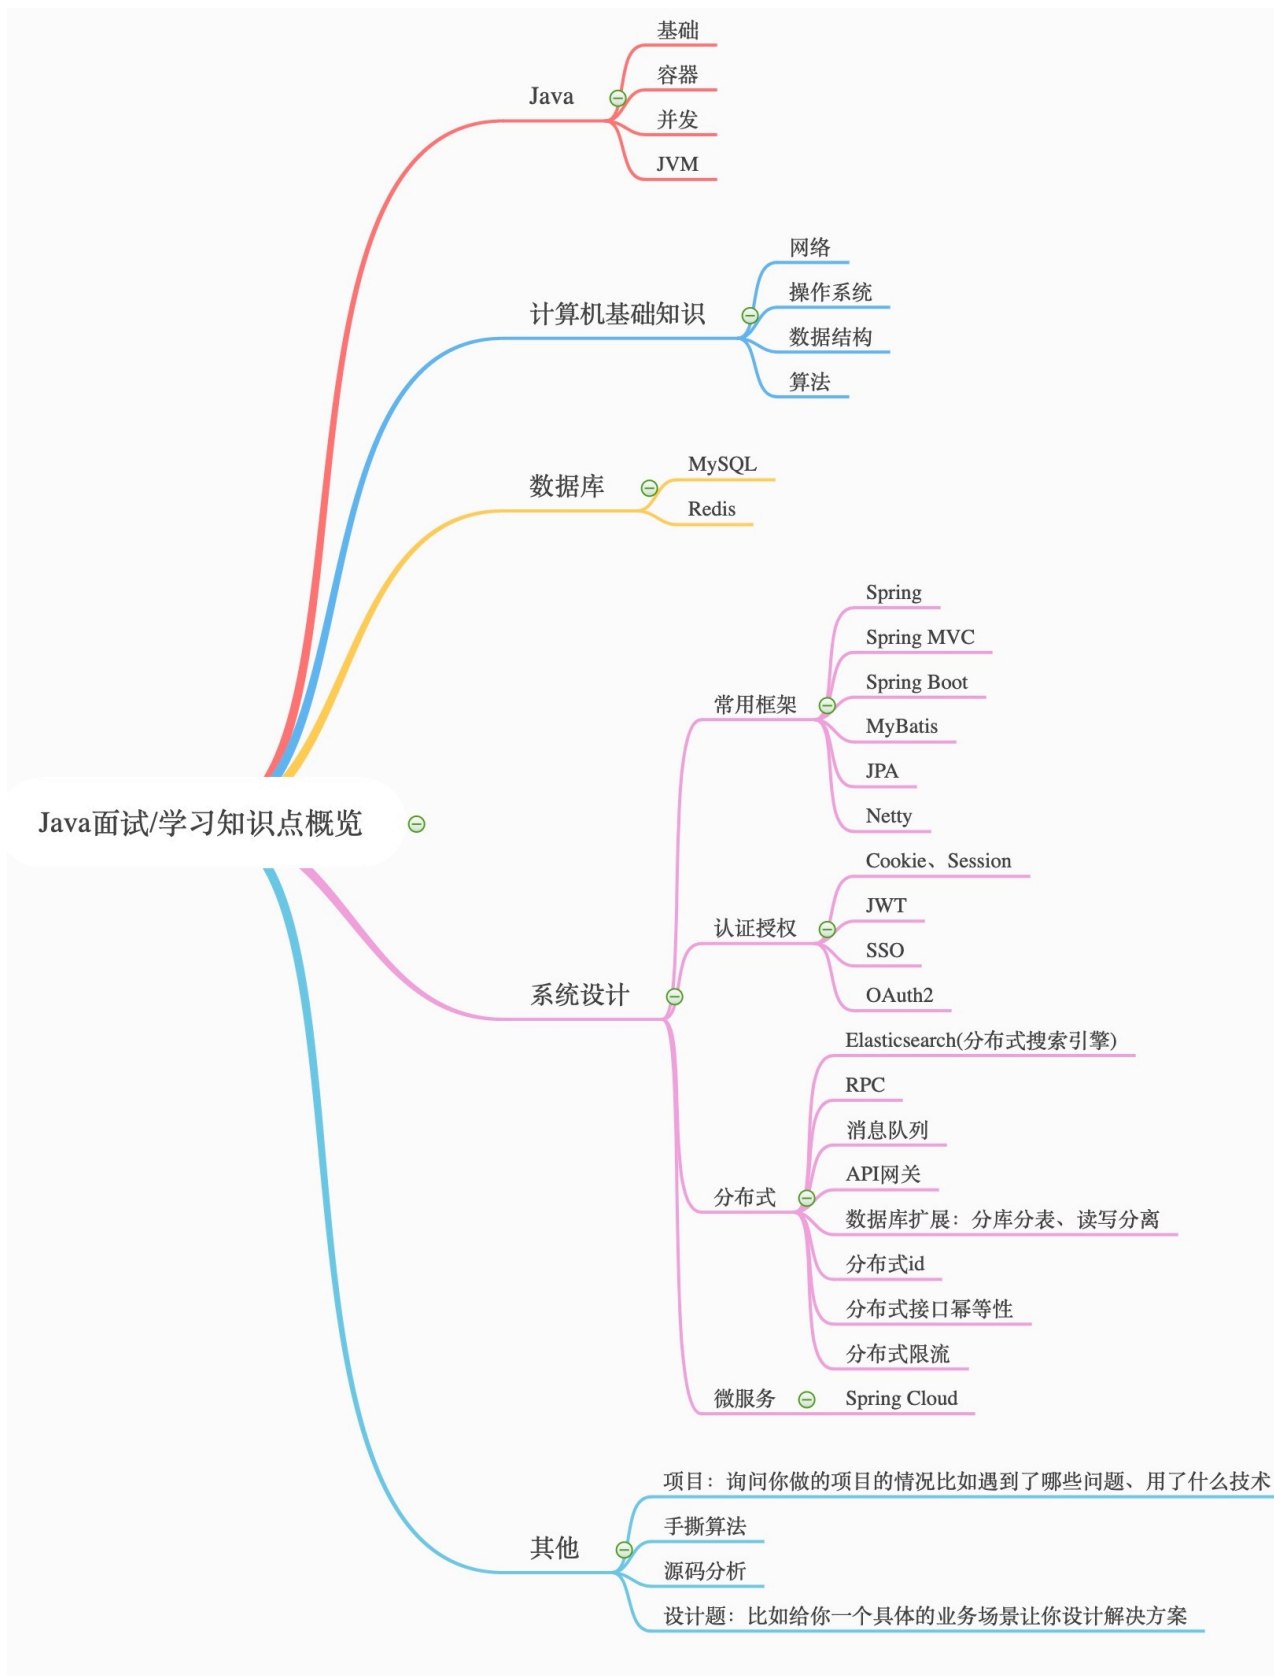 Java面试/学习知识点概览
Java
基础
容器
并发
JVM
计算机基础知识
网络
操作系统
数据结构
算法
数据库
MySQL
Redis
系统设计
常用框架
Spring
Spring MVC
Spring Boot
MyBatis
JPA
Netty
认证授权
Cookie、Session
JWT
SSO
OAuth2
分布式
Elasticsearch(分布式搜索引擎)
RPC
消息队列
API网关
数据库扩展：分库分表、读写分离
分布式id
分布式接口幂等性
分布式限流
微服务
Spring Cloud
其他
项目：询问你做的项目的情况比如遇到了哪些问题、用了什么技术
手撕算法
源码分析
设计题：比如给你一个具体的业务场景让你设计解决方案